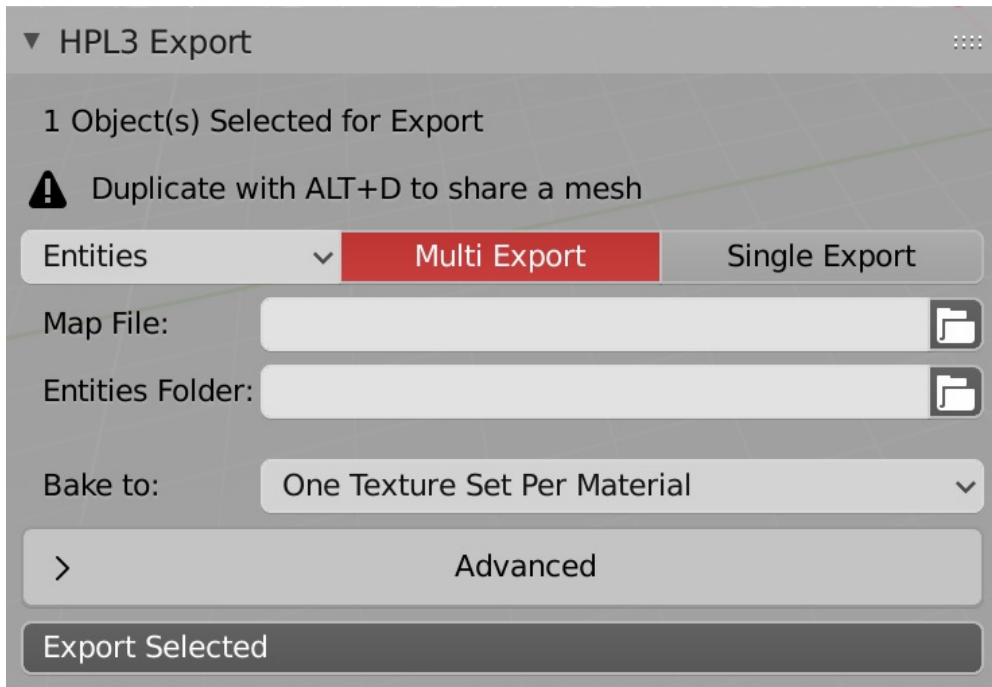 HPL3 Export
1 Object(s) Selected for Export
Duplicate with ALT+D to share a mesh
Entities Multi Export Single Export
Map File:
Entities Folder:
Bake to: One Texture Set Per Material
Advanced
Export Selected